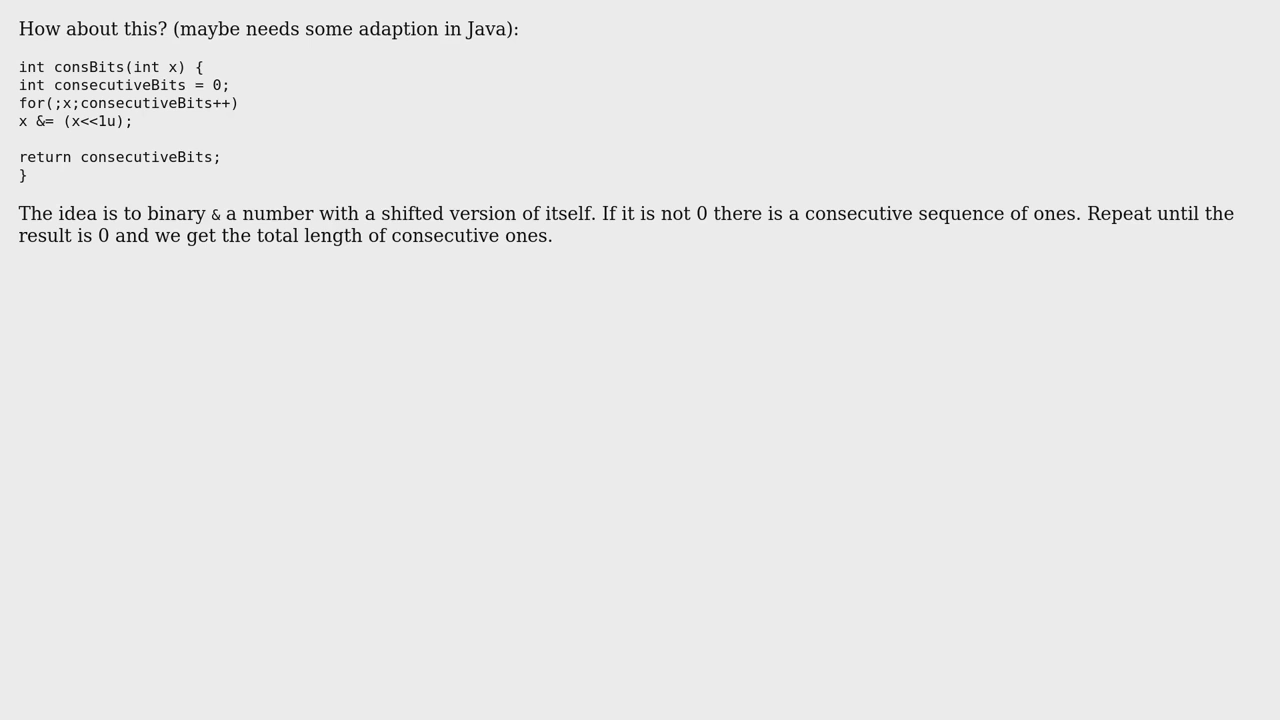 How about this? (maybe needs some adaption in Java):
int consBits(int x) {
int consecutiveBits = 0;
for(;x;consecutiveBits++)
x &= (x<<1u);
return consecutiveBits;
}
The idea is to binary & a number with a shifted version of itself. If it is not 0 there is a consecutive sequence of ones. Repeat until the
result is 0 and we get the total length of consecutive ones.